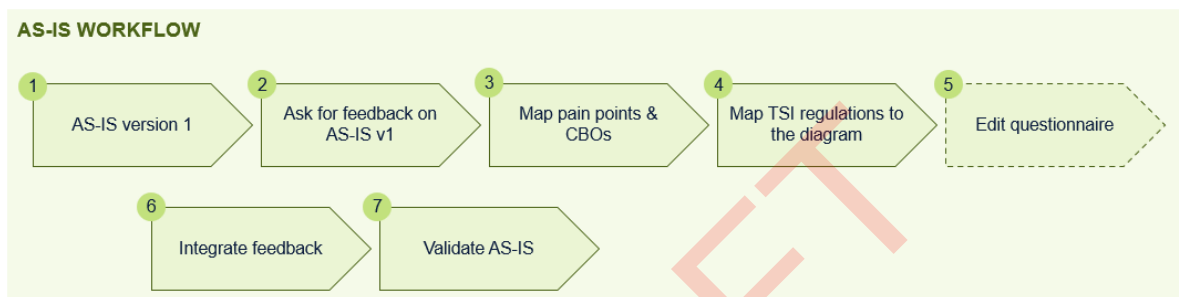 AS-IS WORKFLOW
1
AS-IS version 1
2
Ask for feedback on
AS-IS v1
3
Map pain points &
CBOs
4
Map TSI regulations to
the diagram
5
Edit questionnaire
6
Integrate feedback
7
Validate AS-IS